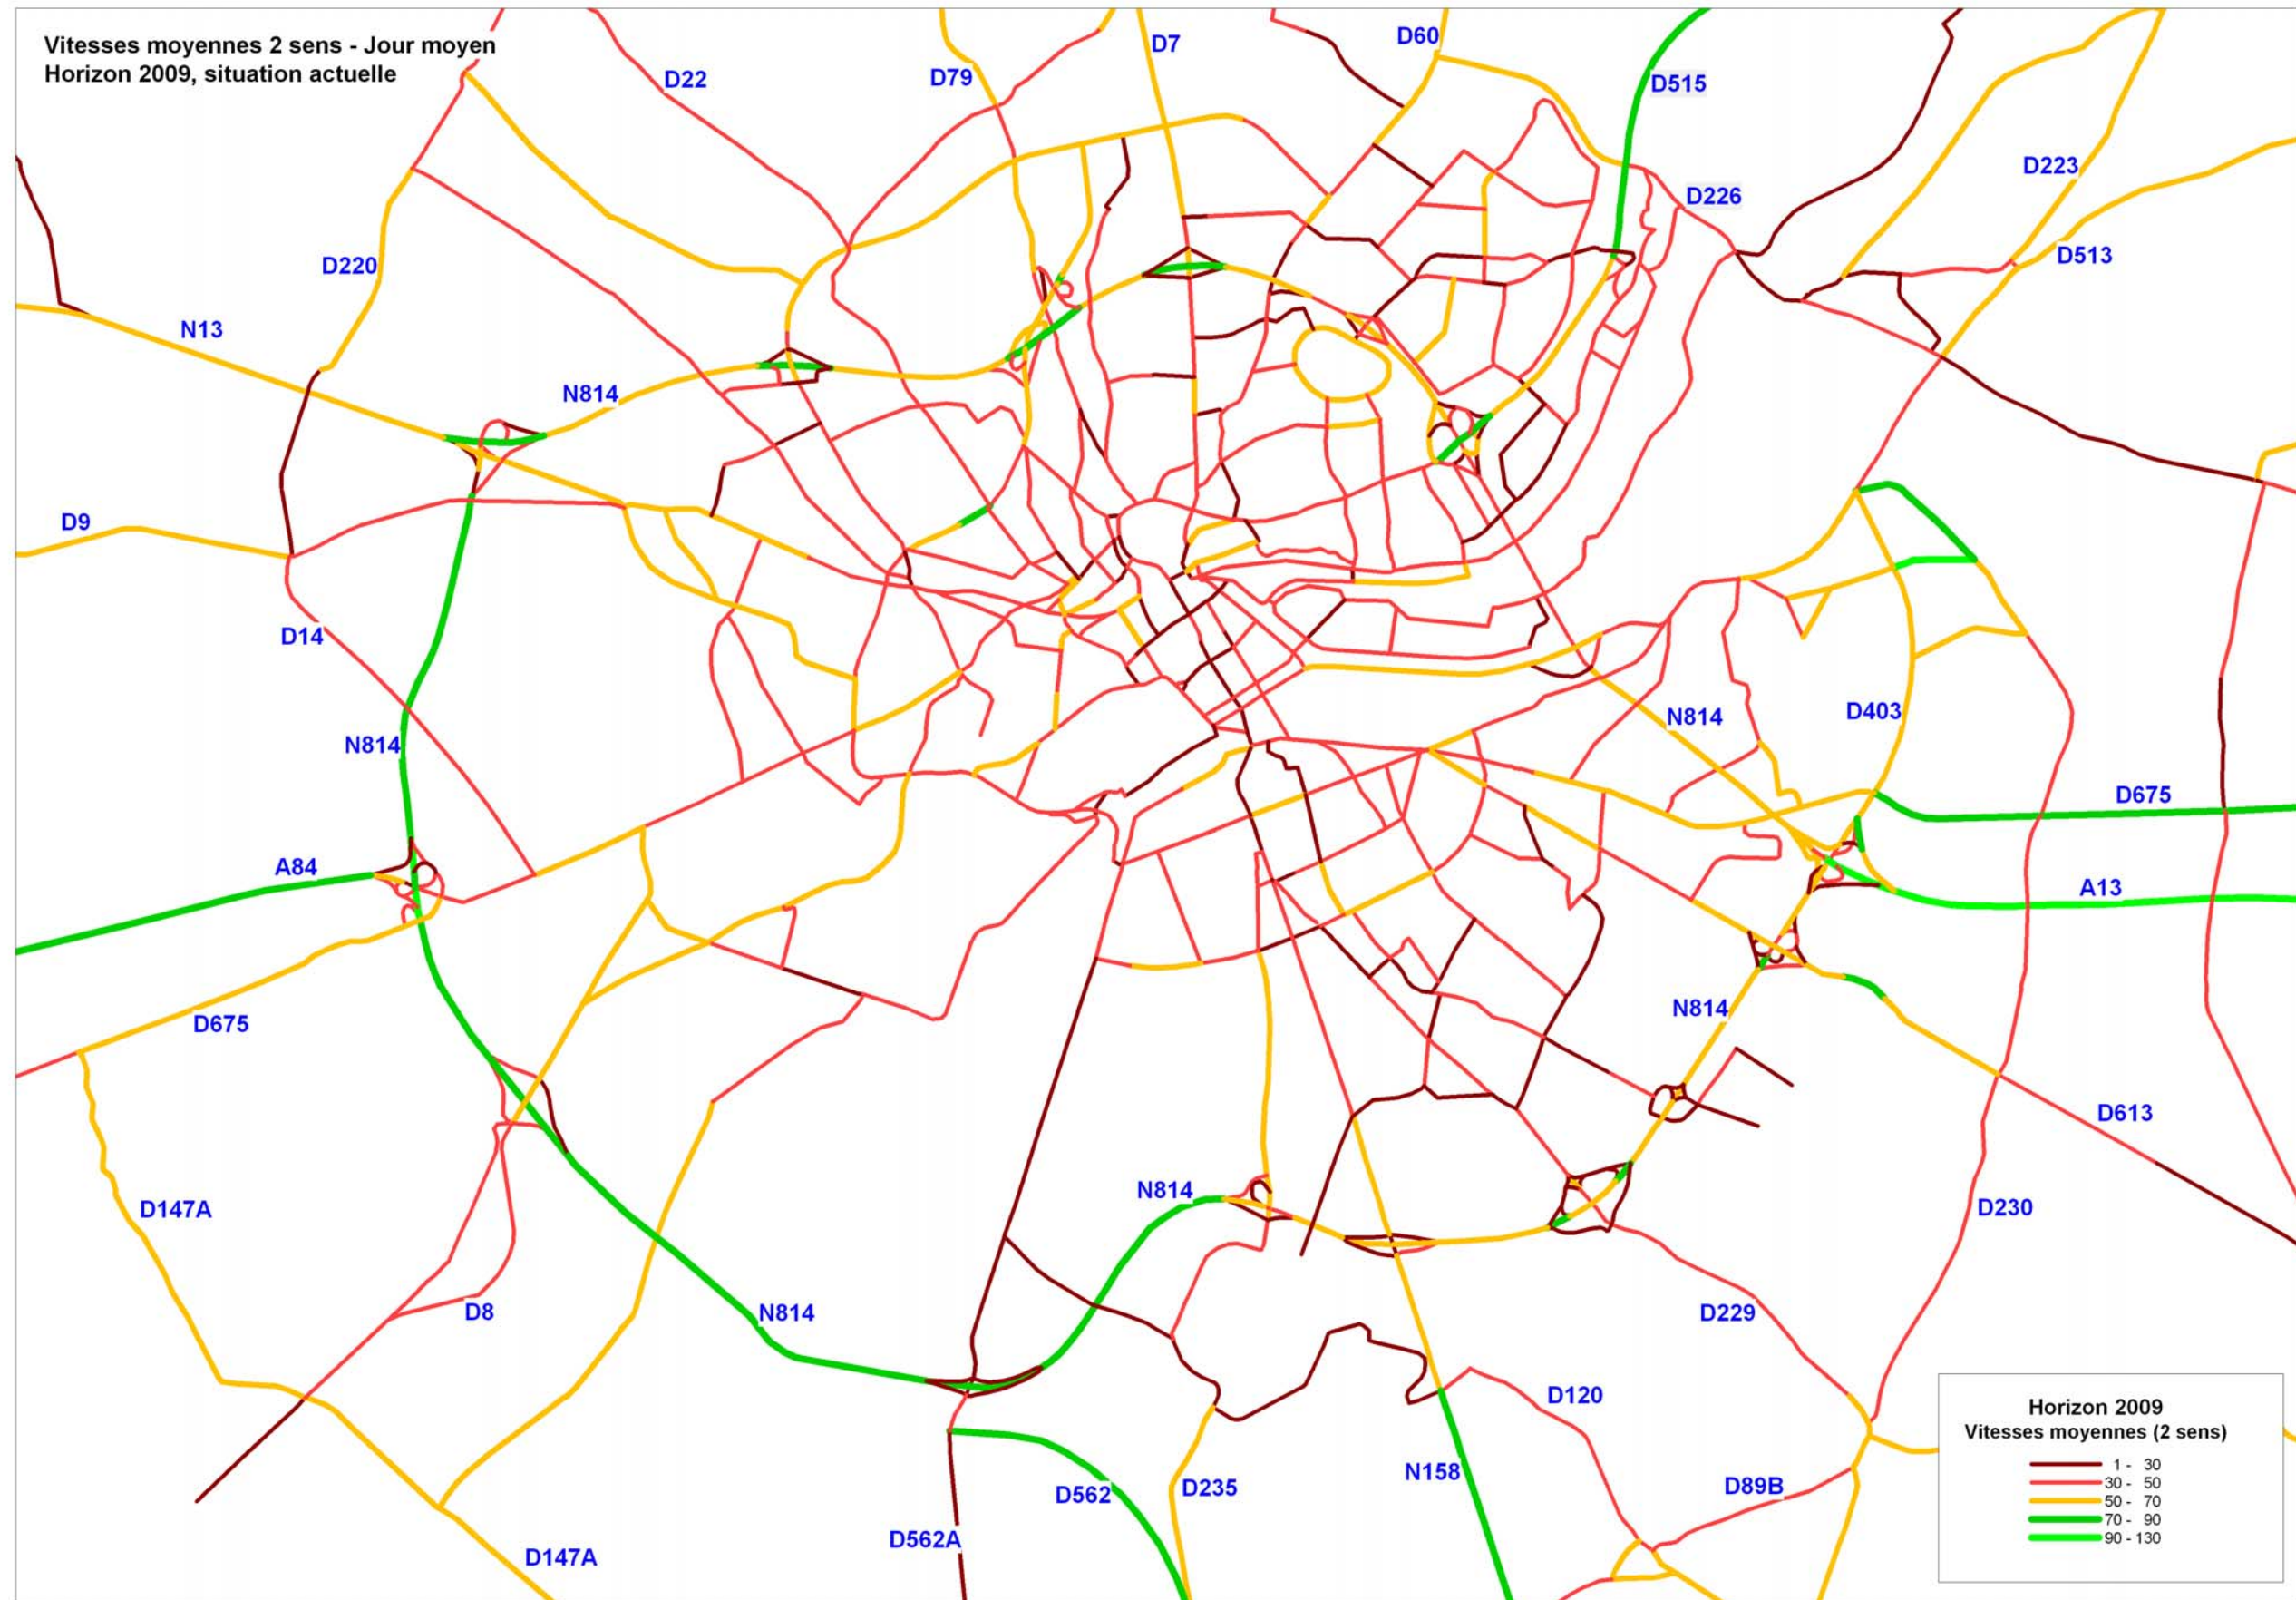 Vitesses moyennes 2 sens - Jour moyen
Horizon 2009, situation actuelle
D22
D79
D7
D60
D515
D226
D223
D513
D220
N13
N814
D9
D14
N814
A84
D675
D147A
D8
N814
D147A
N814
D403
D675
A13
N814
D613
D230
N814
D229
D120
D89B
N158
D235
D562
D562A
Horizon 2009
Vitesses moyennes (2 sens)
1 - 30
30 - 50
50 - 70
70 - 90
90 - 130